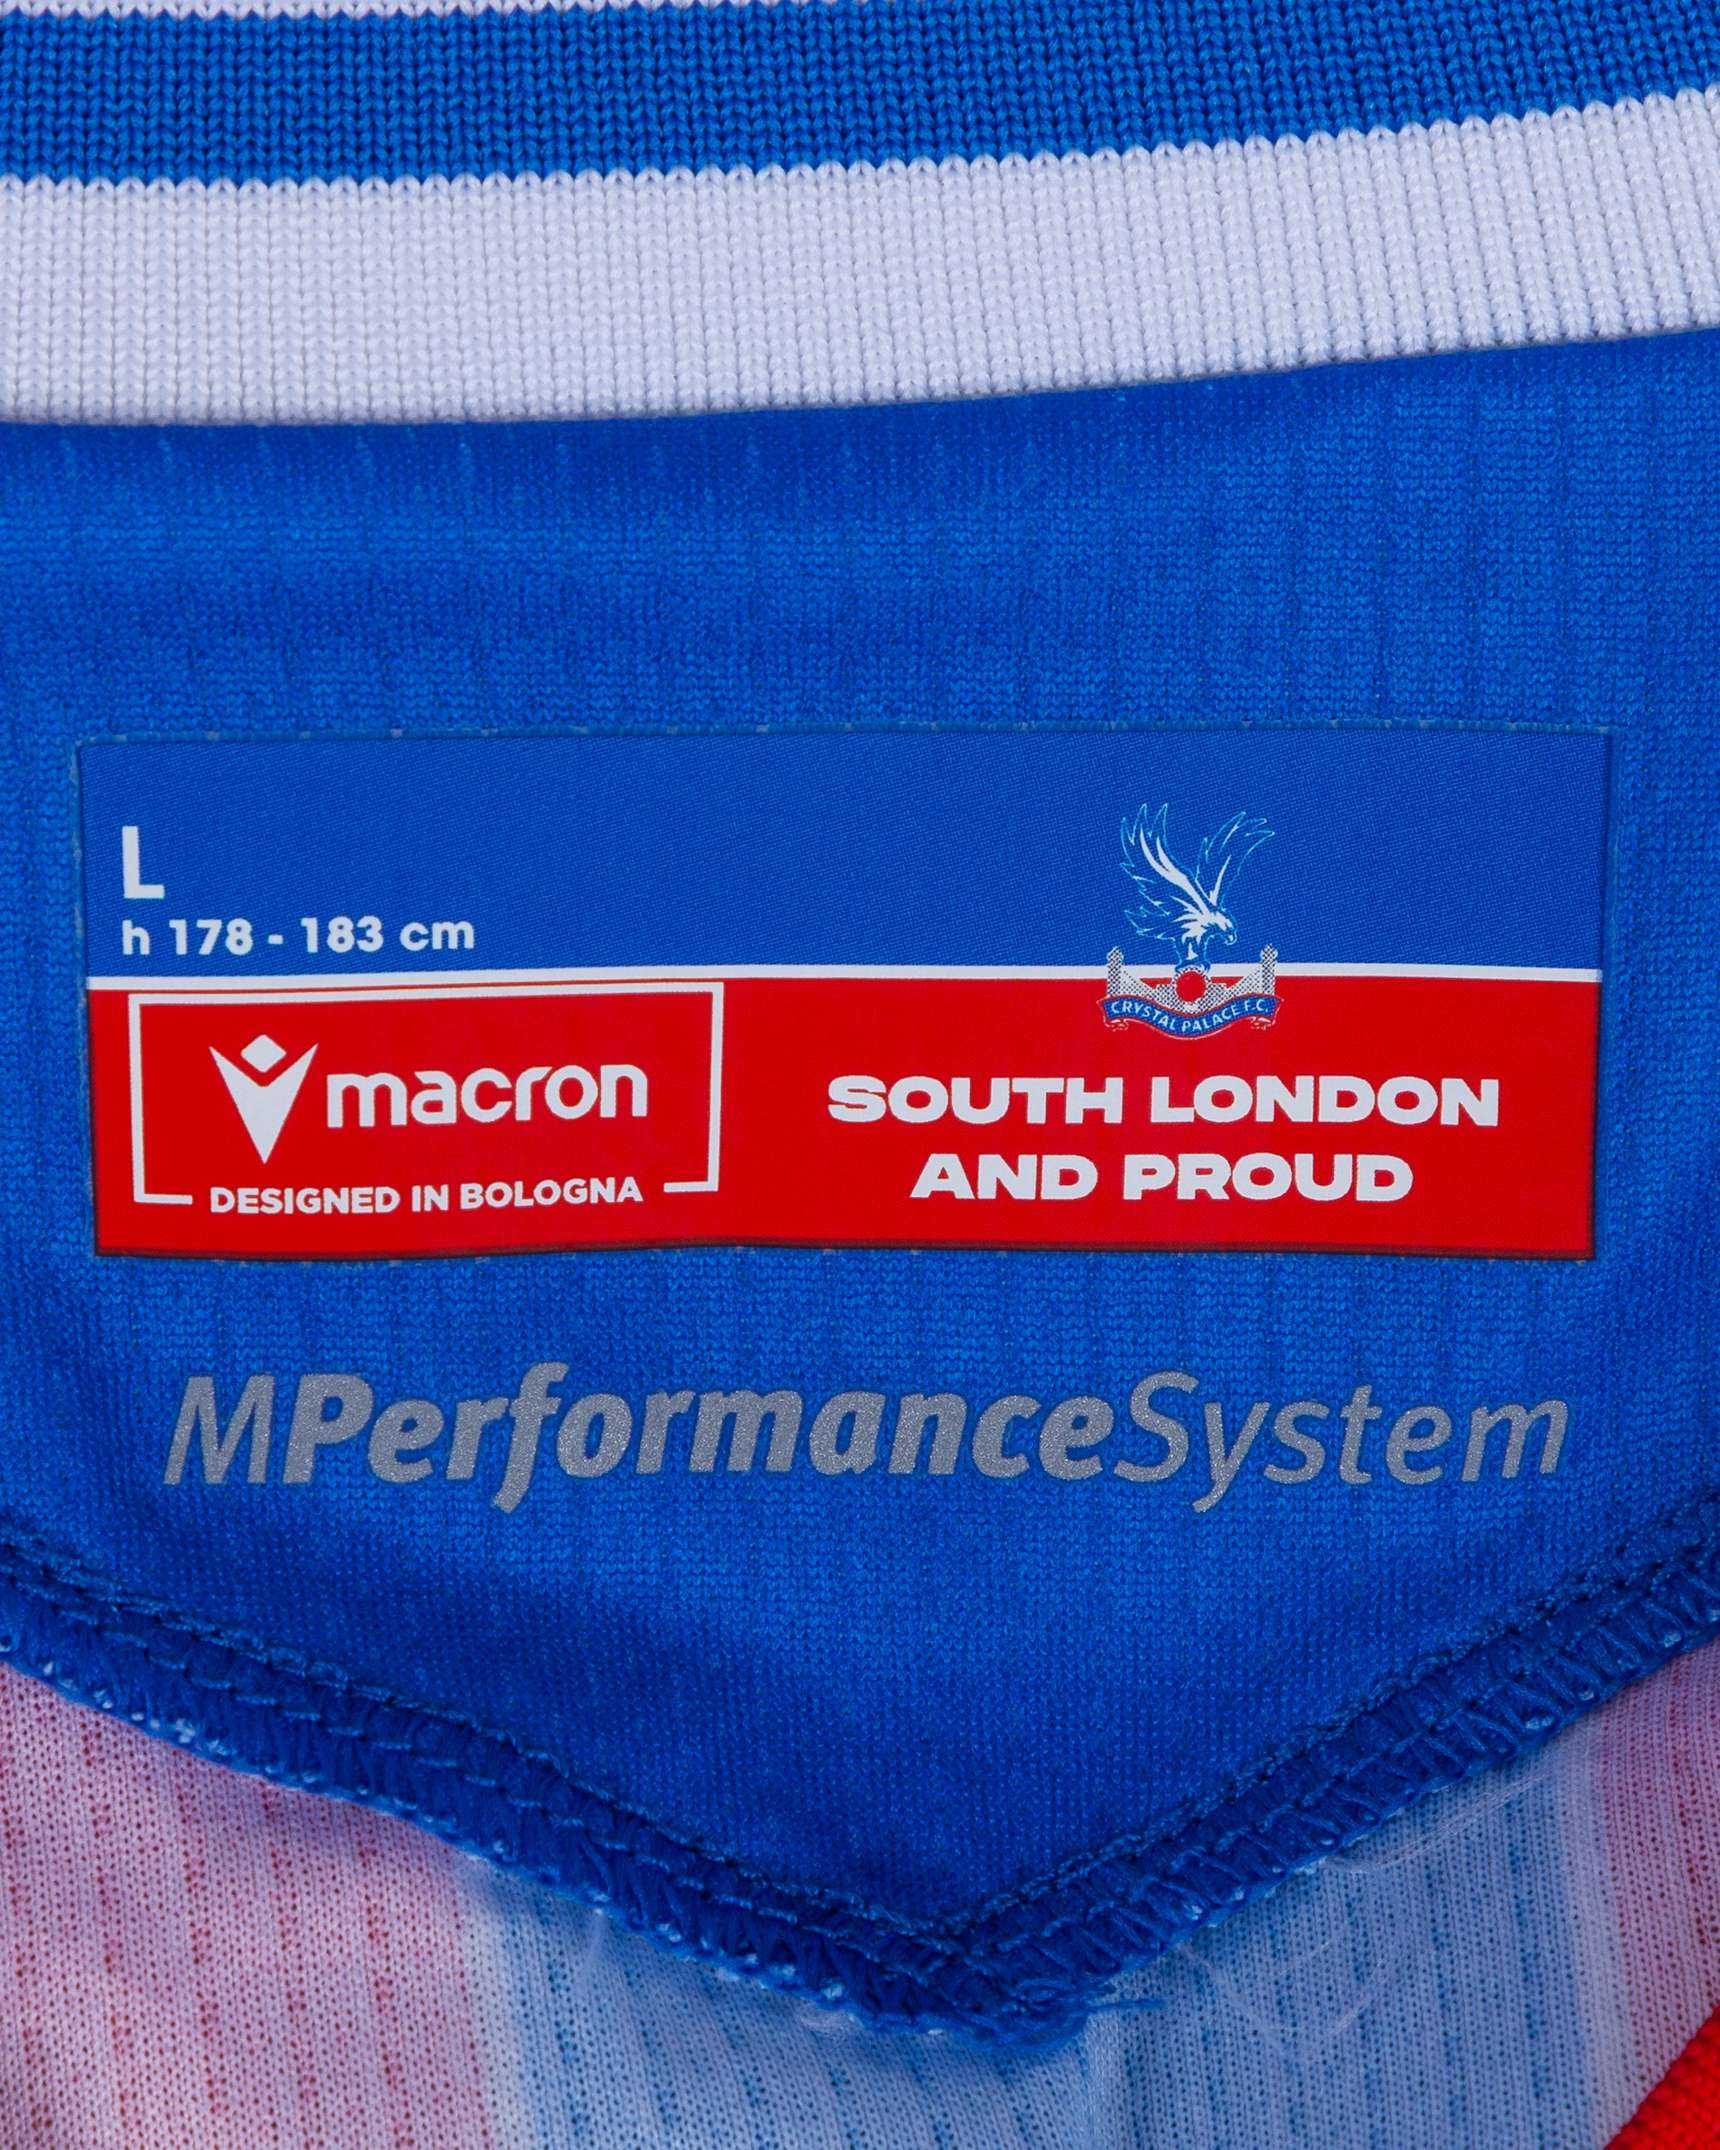 L
h 178 - 183 cm
CRYSTAL PALACE F.C.
macron
DESIGNED IN BOLOGNA
SOUTH LONDON
AND PROUD
MPerformanceSystem